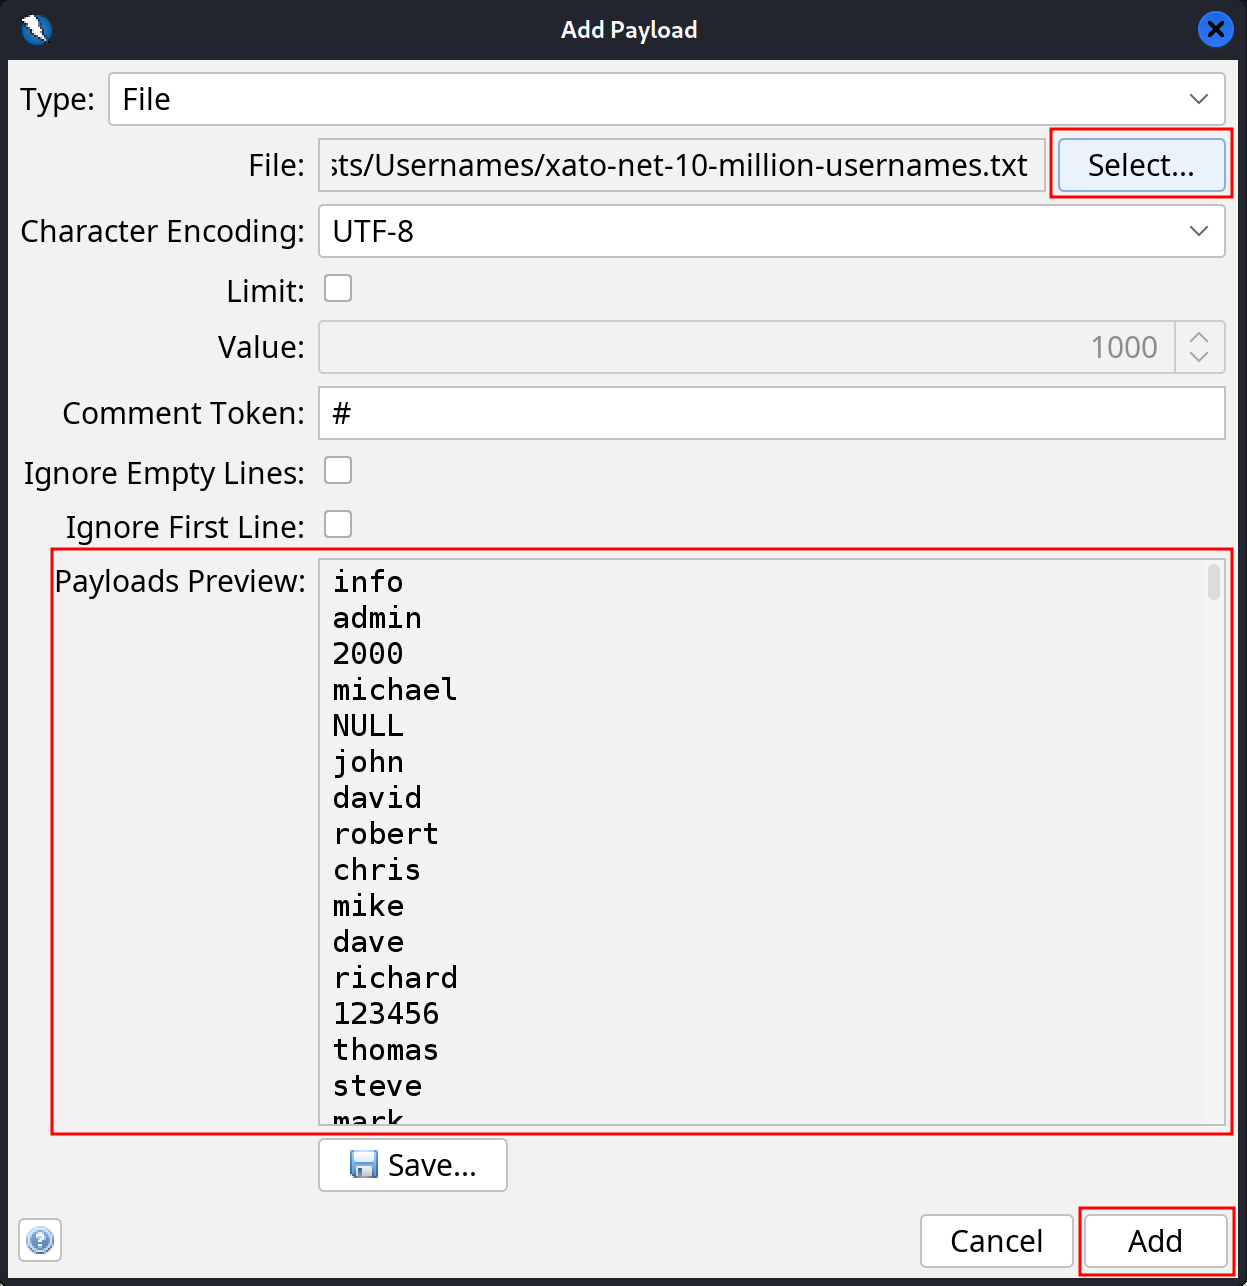 Add Payload
Type: File
File: sts/Usernames/xato-net-10-million-usernames.txt Select...
Character Encoding: UTF-8
Limit:
Value: 1000
Comment Token: #
Ignore Empty Lines:
Ignore First Line:
Payloads Preview: info
admin
2000
michael
NULL
john
david
robert
chris
mike
dave
richard
123456
thomas
steve
mark
Save...
? Cancel Add